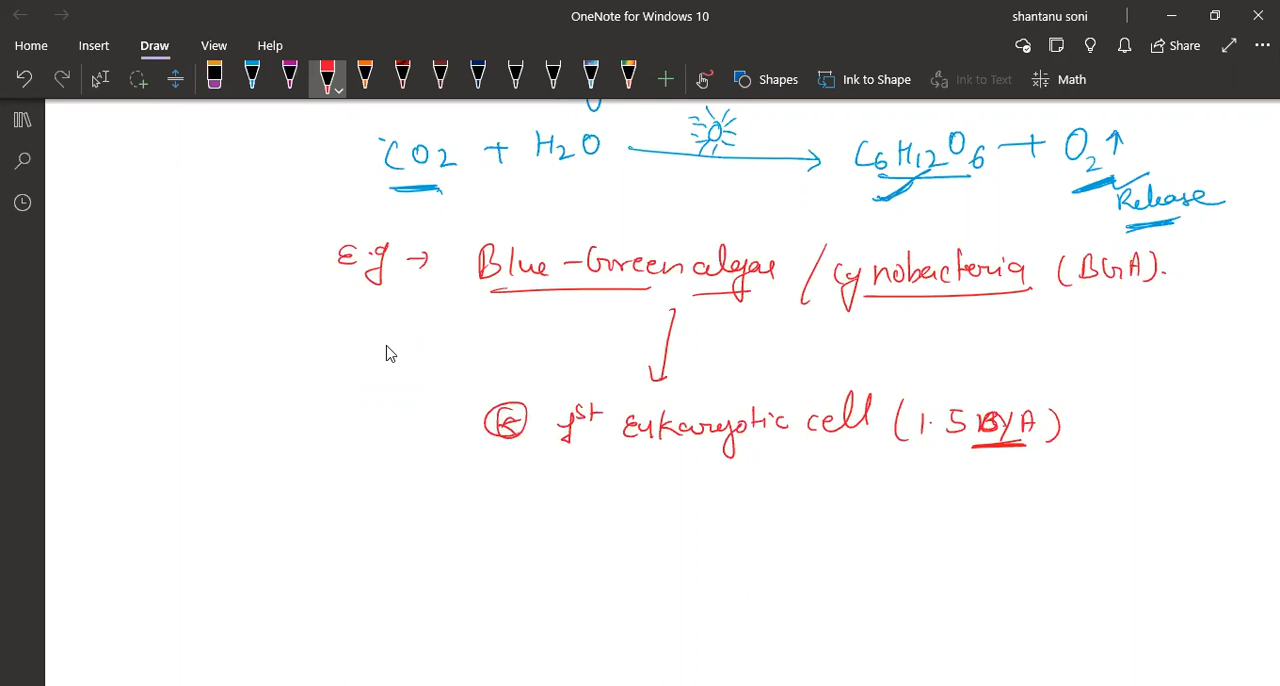 OneNote for Windows 10
shantanu soni
Home Insert Draw View Help
Share
Shapes Ink to Shape Ink to Text Math
CO2 + H2O → C6H12O6 + O2↑
Release
E.g → Blue-Green algae / Cynobacteria (BGA).
1st Eukaryotic cell (1.5 BYA)